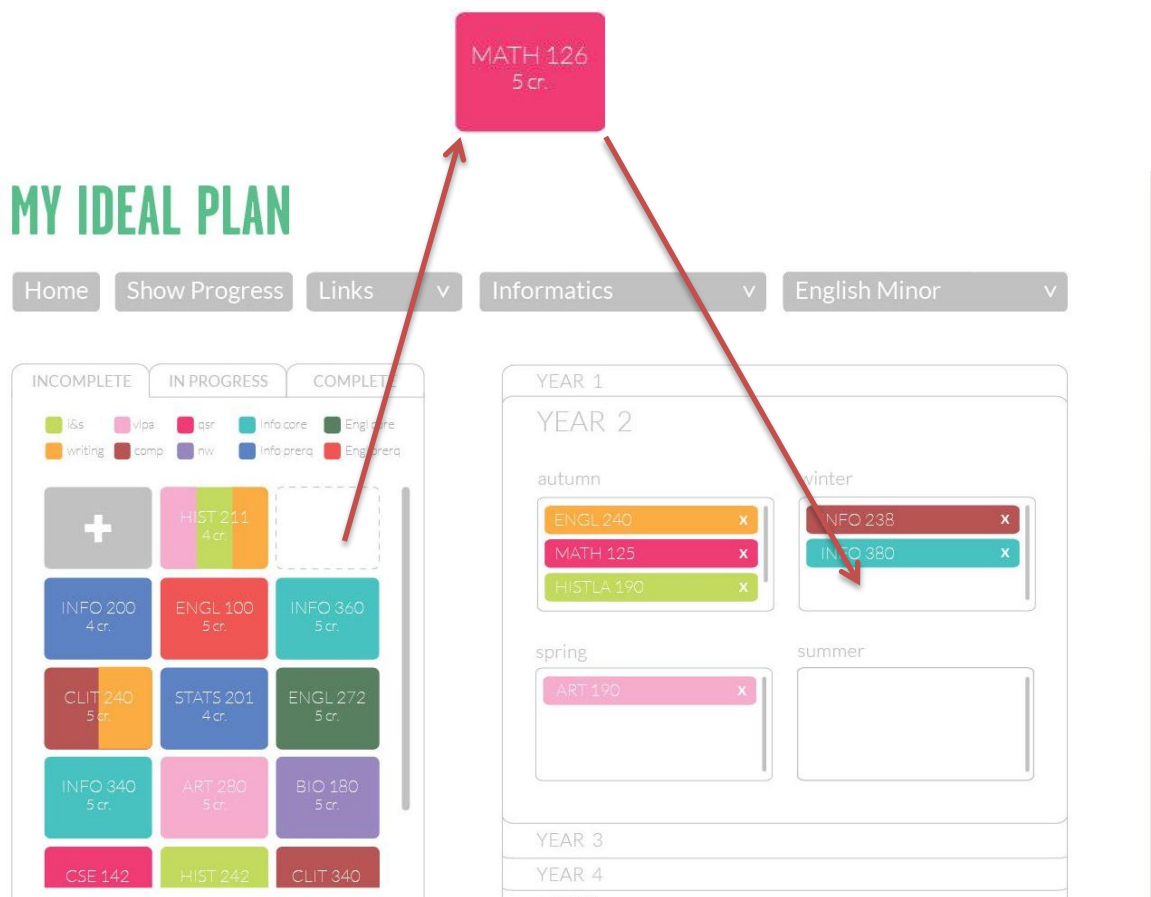 MATH 126
5 cr.
MY IDEAL PLAN
Home
Show Progress
Links
v
Informatics
v
English Minor
v
INCOMPLETE
IN PROGRESS
COMPLETE
l&s
vlpa
qsr
Info core
Engl core
writing
comp
nw
Info prerq
Engl prerq
+
HIST 211
4 cr.
INFO 200
4 cr.
ENGL 100
5 cr.
INFO 360
5 cr.
CLIT 240
5 cr.
STATS 201
4 cr.
ENGL 272
5 cr.
INFO 340
5 cr.
ART 280
5 cr.
BIO 180
5 cr.
CSE 142
HIST 242
CLIT 340
YEAR 1
YEAR 2
autumn
ENGL 240 x
MATH 125 x
HISTLA 190 x
winter
INFO 238 x
INFO 380 x
spring
ART 190 x
summer
YEAR 3
YEAR 4